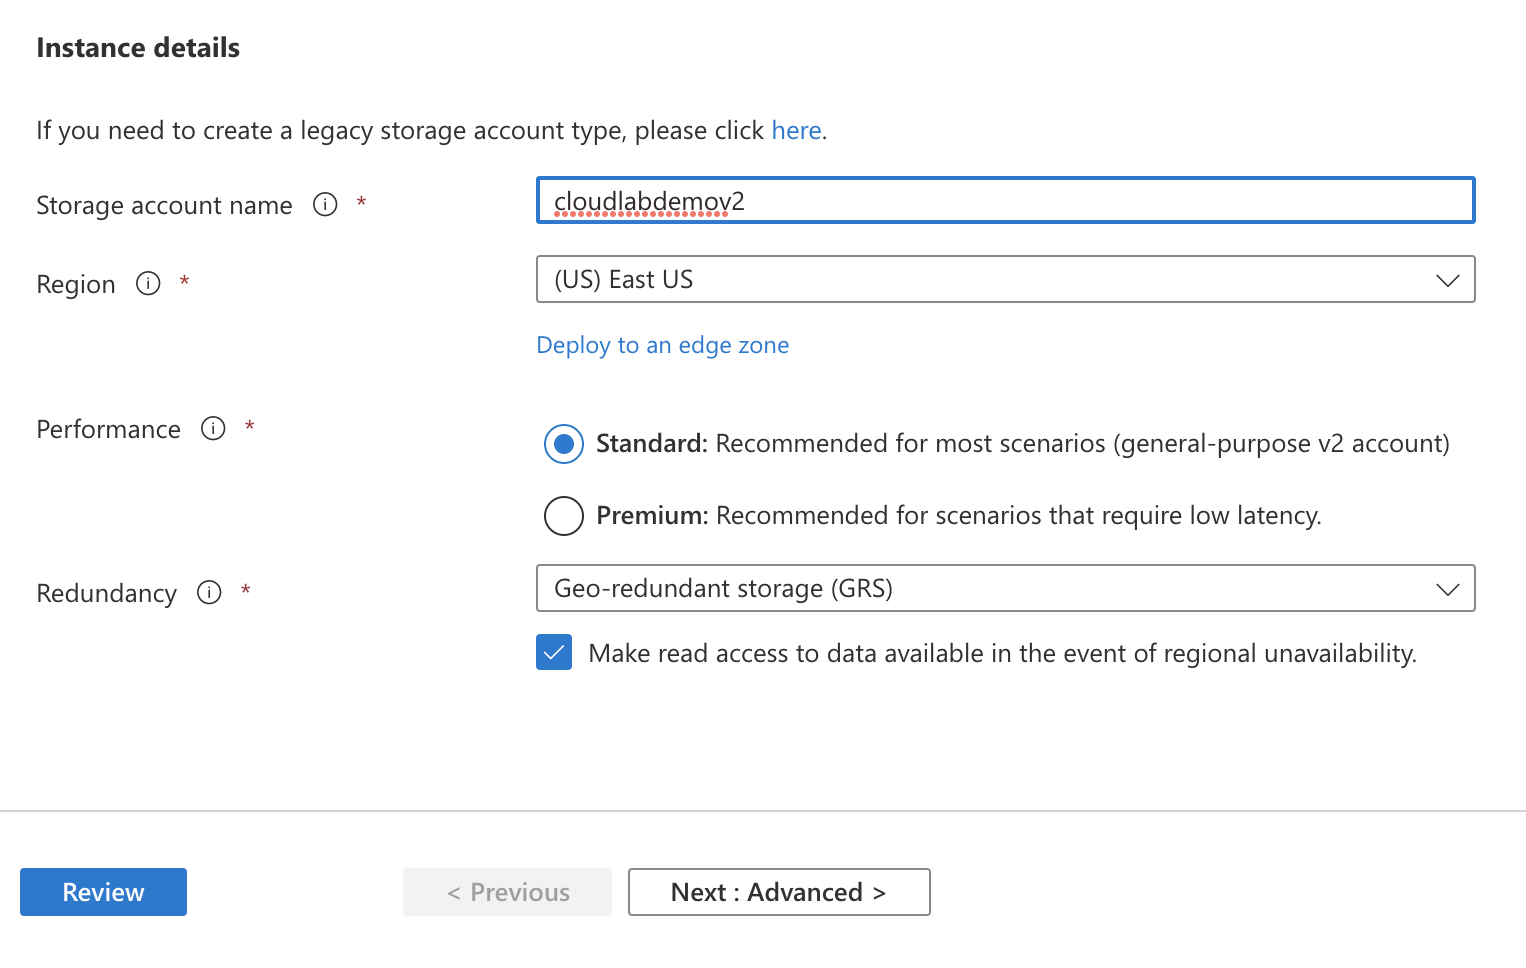 Instance details
If you need to create a legacy storage account type, please click here.
Storage account name * cloudlabdemov2
Region * (US) East US
Deploy to an edge zone
Performance * Standard: Recommended for most scenarios (general-purpose v2 account)
Premium: Recommended for scenarios that require low latency.
Redundancy * Geo-redundant storage (GRS)
Make read access to data available in the event of regional unavailability.
Review < Previous Next : Advanced >